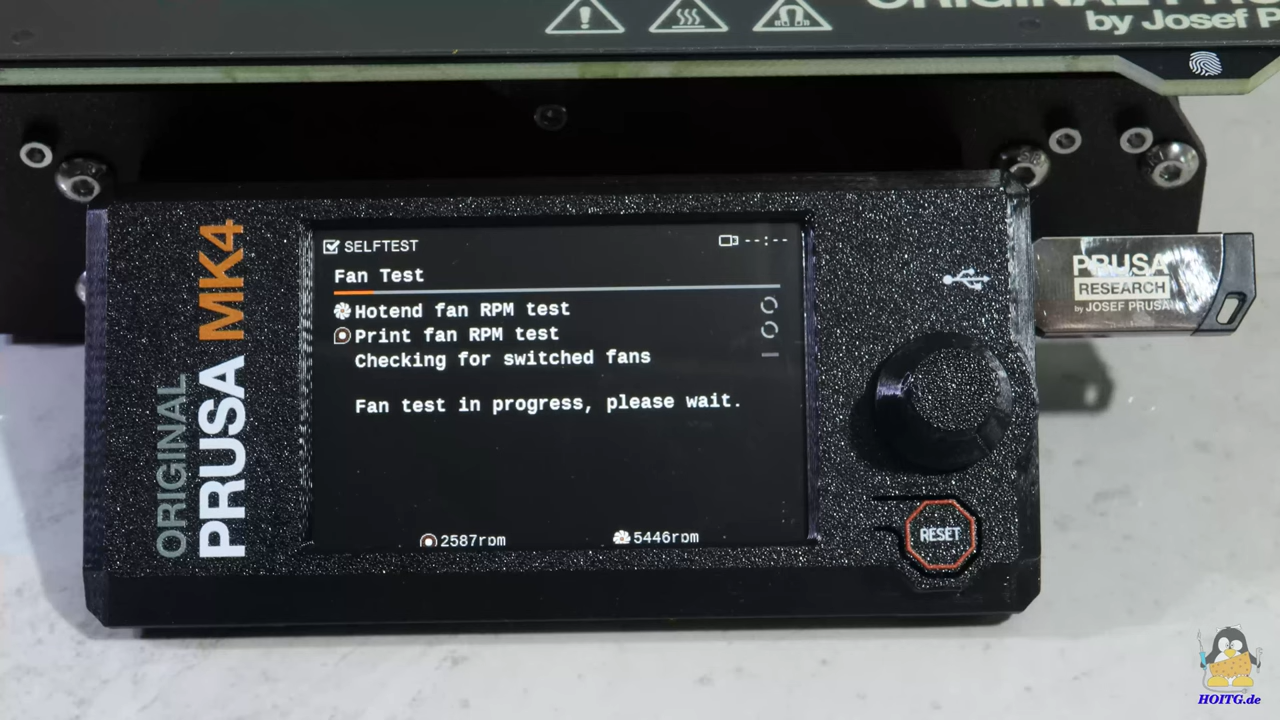 by Josef P
SELFTEST
--:--
Fan Test
Hotend fan RPM test
Print fan RPM test
Checking for switched fans
Fan test in progress, please wait.
2587rpm
5446rpm
ORIGINAL
PRUSA MK4
PRUSA
RESEARCH
by JOSEF PRUSA
RESET
HOITG.de